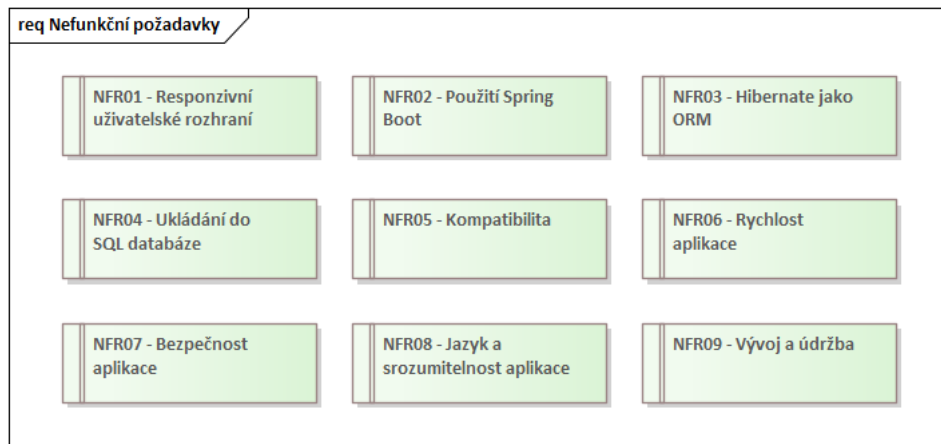 req Nefunkční požadavky
NFR01 - Responzivní
uživatelské rozhraní
NFR02 - Použití Spring
Boot
NFR03 - Hibernate jako
ORM
NFR04 - Ukládání do
SQL databáze
NFR05 - Kompatibilita
NFR06 - Rychlost
aplikace
NFR07 - Bezpečnost
aplikace
NFR08 - Jazyk a
srozumitelnost aplikace
NFR09 - Vývoj a údržba